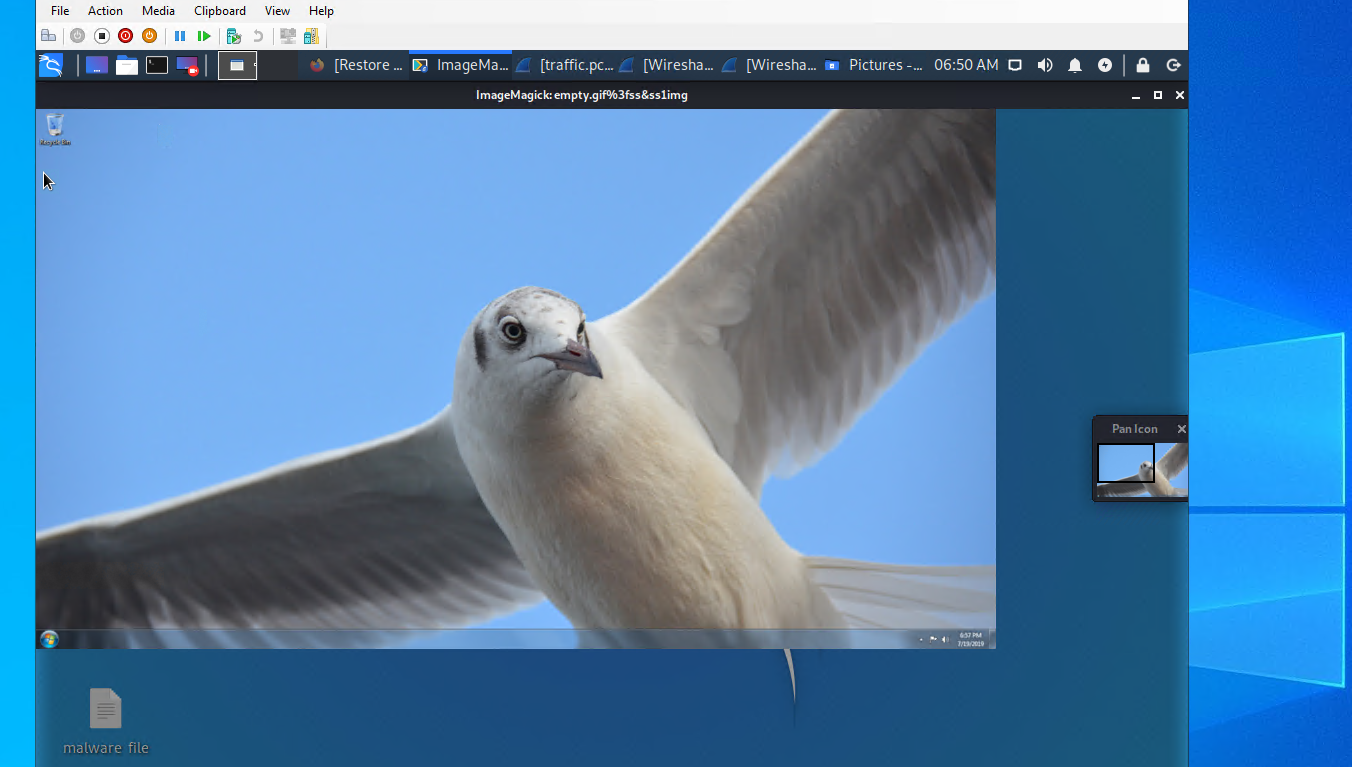 File Action Media Clipboard View Help
[Restore ... ImageMa... [traffic.pc... [Wiresha... [Wiresha... Pictures -... 06:50 AM
ImageMagick: empty.gif%3fss&ss1img
Recycle Bin
Pan Icon
6:57 PM
7/19/2019
malware_file